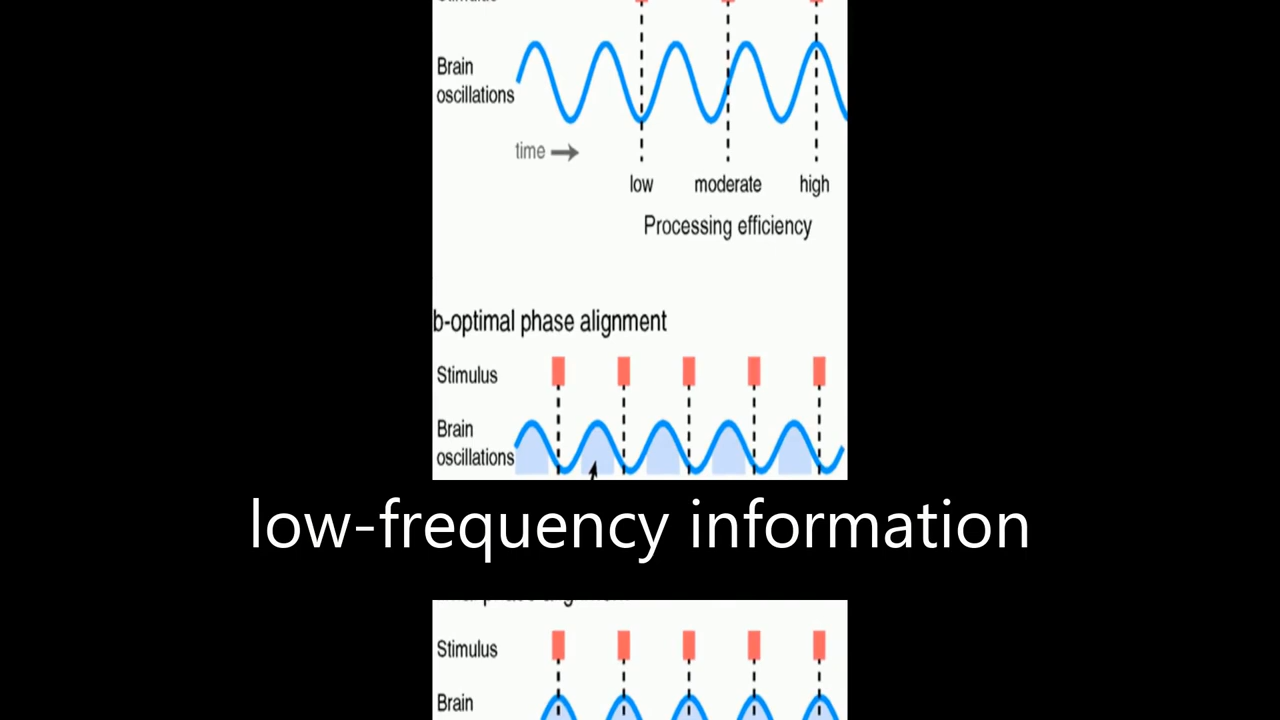 Brain
oscillations
time
low moderate high
Processing efficiency
b-optimal phase alignment
Stimulus
Brain
oscillations
low-frequency information
Stimulus
Brain